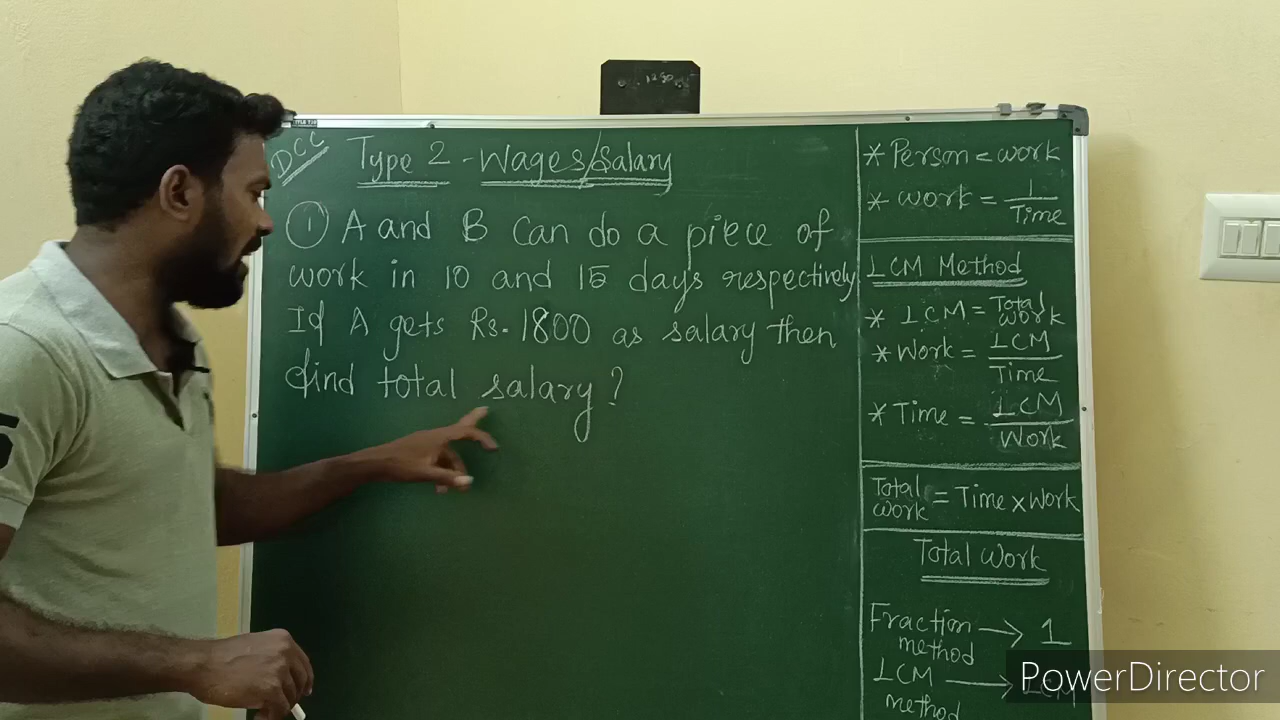 DCC
Type 2 - Wages/Salary
① A and B can do a piece of
work in 10 and 15 days respectively
If A gets Rs. 1800 as salary then
find total salary?
* Person = work
* work = 1/Time
LCM Method
* LCM = Total work
* Work = LCM/Time
* Time = LCM/Work
Total work = Time x Work
Total Work
Fraction method → 1
LCM method → LCM
PowerDirector